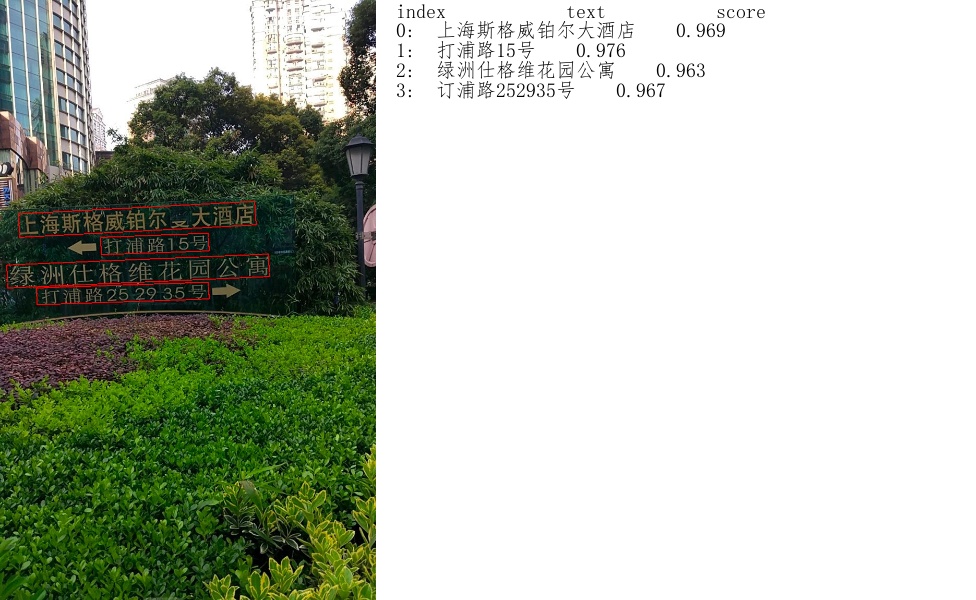 上海斯格威铂尔大酒店
打浦路15号
绿洲仕格维花园公寓
打浦路25 29 35号
index text score
0: 上海斯格威铂尔大酒店 0.969
1: 打浦路15号 0.976
2: 绿洲仕格维花园公寓 0.963
3: 订浦路252935号 0.967